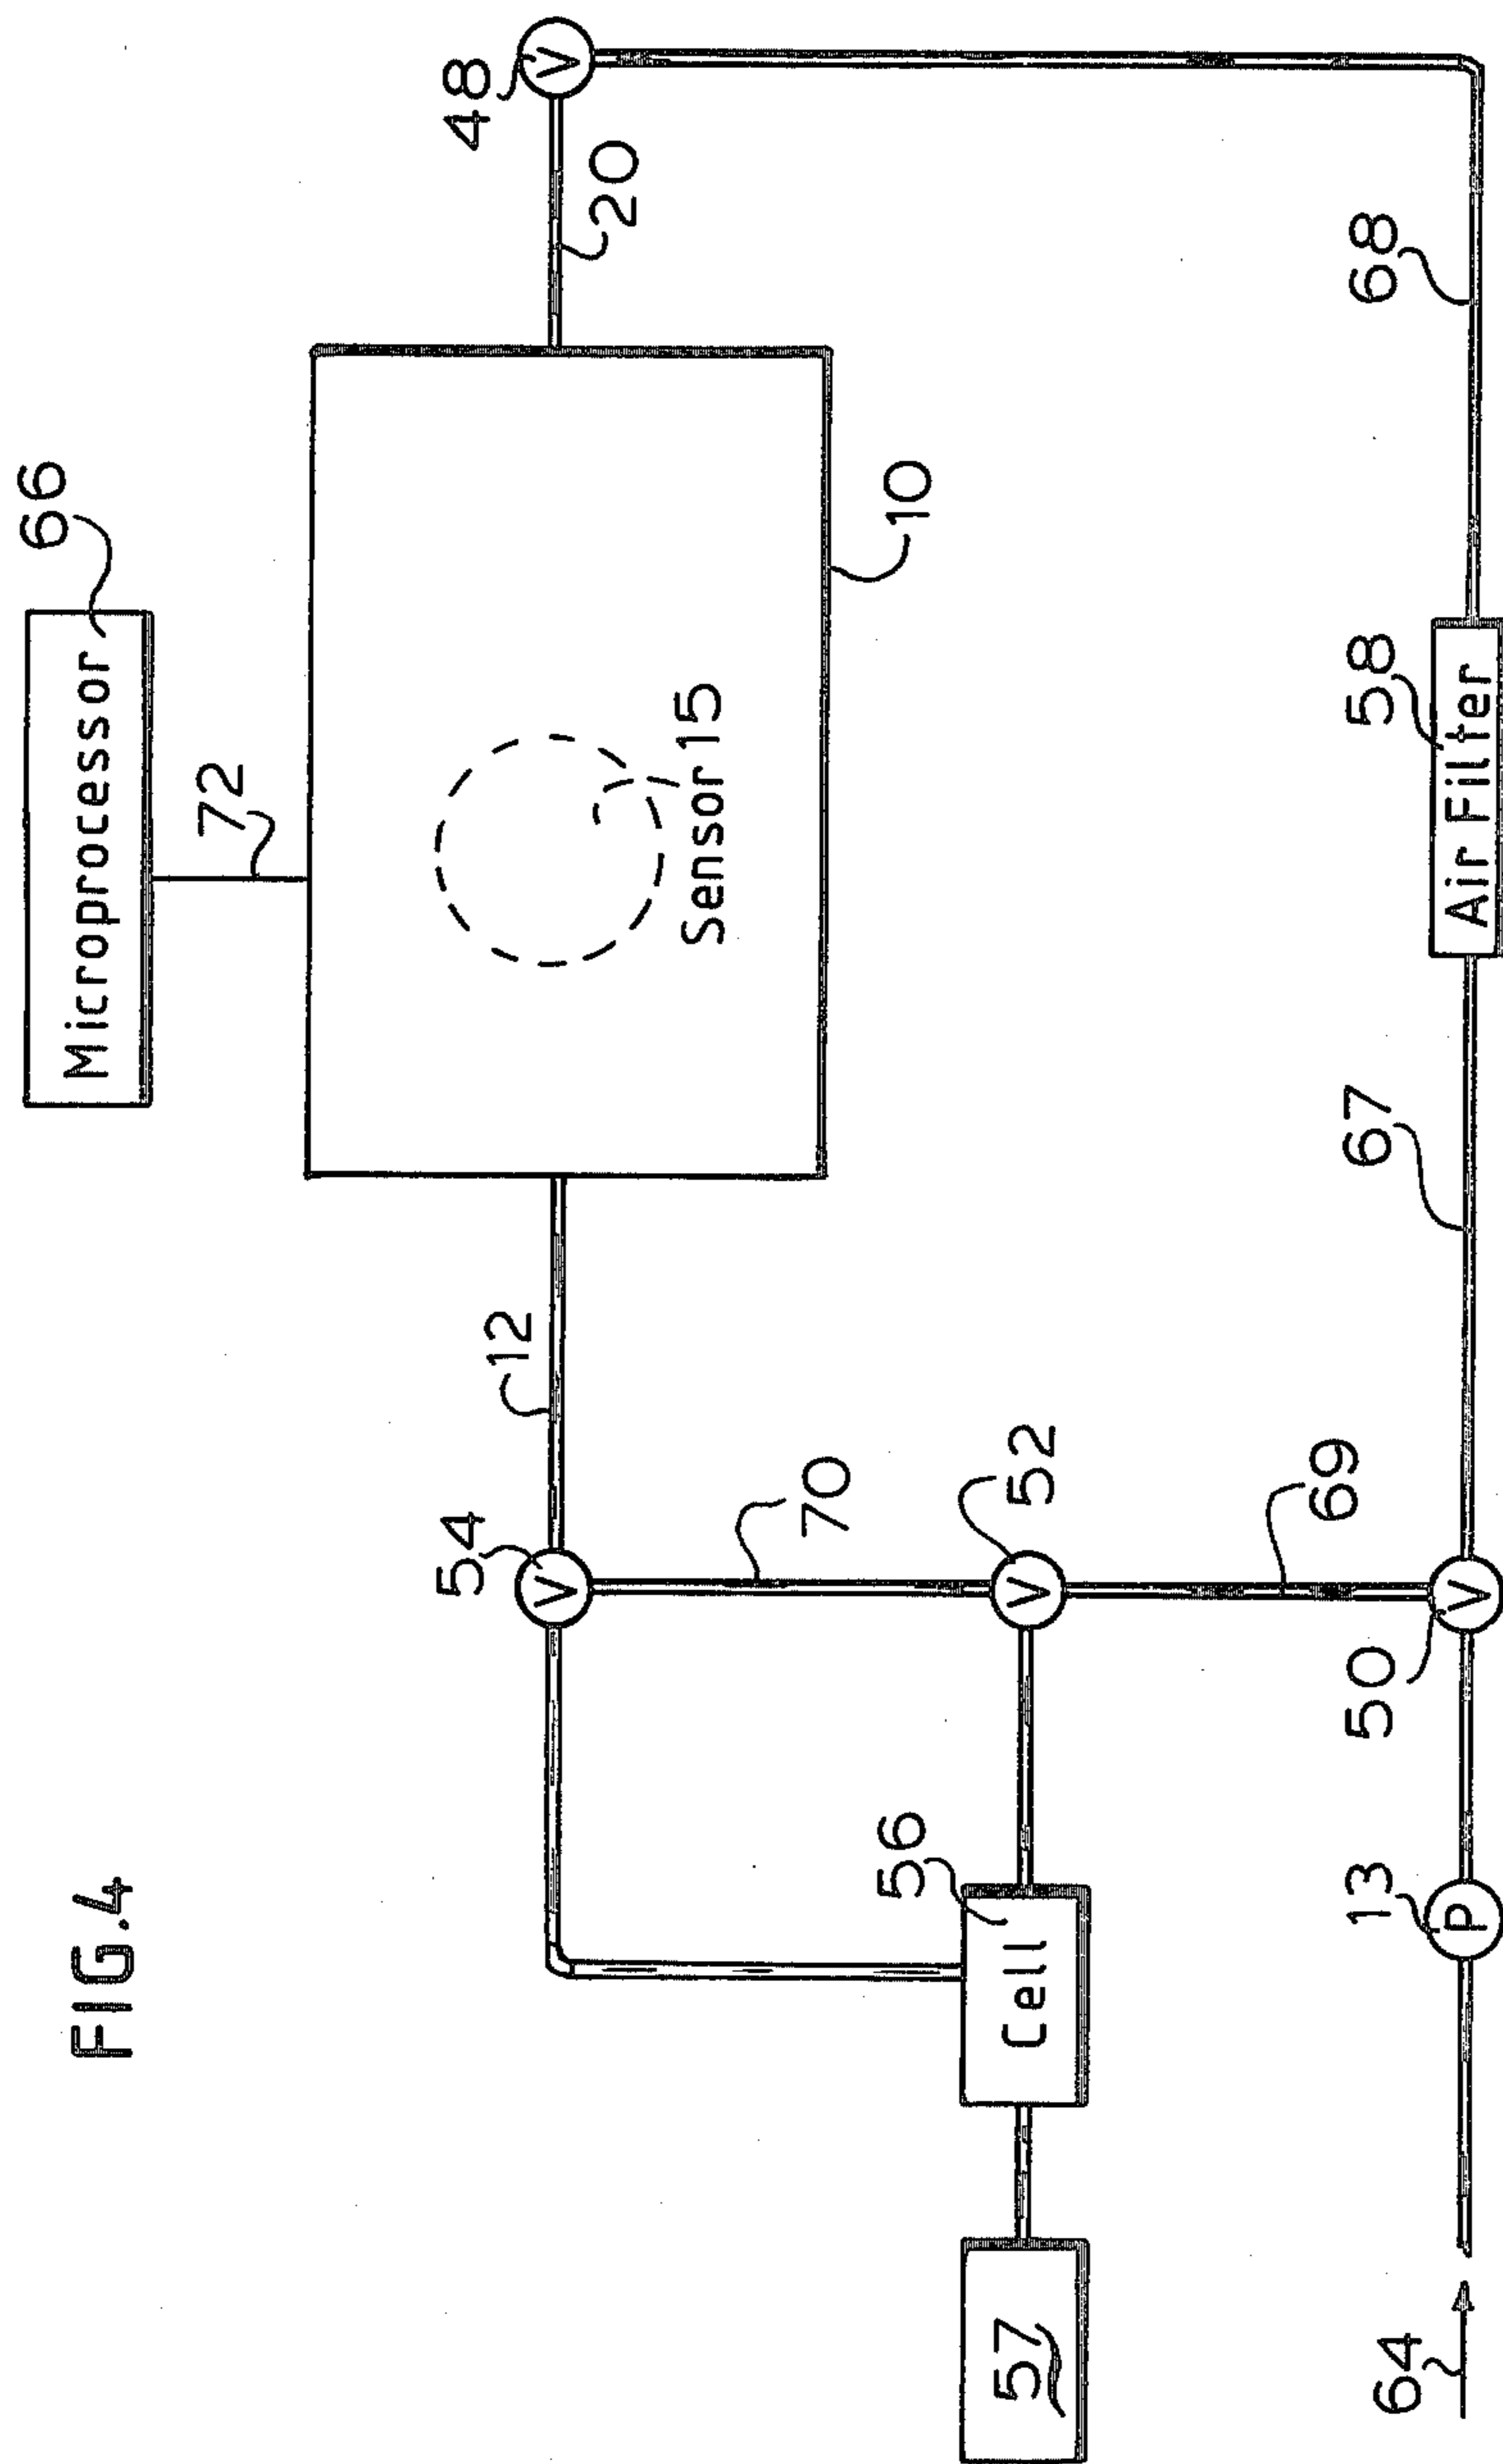 FIG.4
Microprocessor
66
72
48
20
Sensor 15
10
12
54
70
52
56
Cell
57
69
68
58
Air Filter
67
50
13
P
64
V
V
V
V